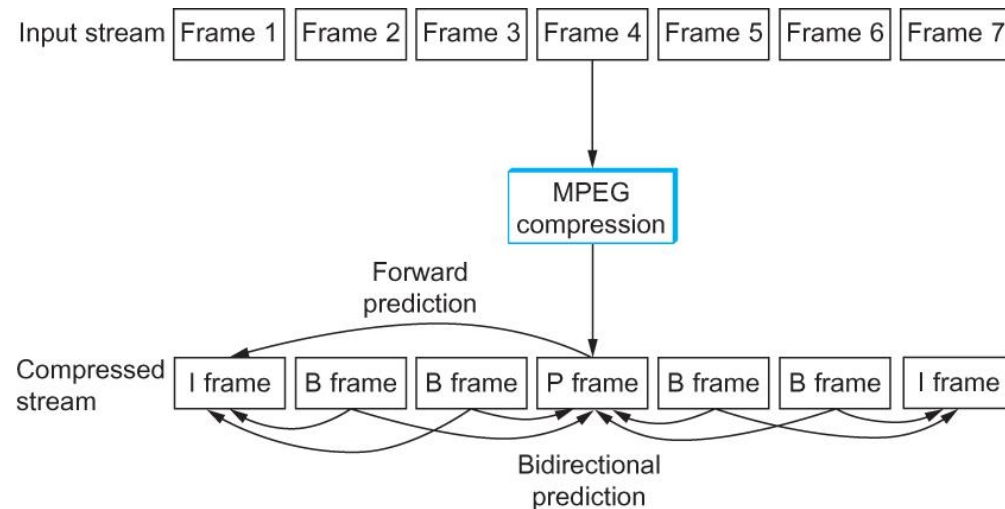 Input stream Frame 1 Frame 2 Frame 3 Frame 4 Frame 5 Frame 6 Frame 7
MPEG
compression
Forward
prediction
Compressed
stream
I frame B frame B frame P frame B frame B frame I frame
Bidirectional
prediction